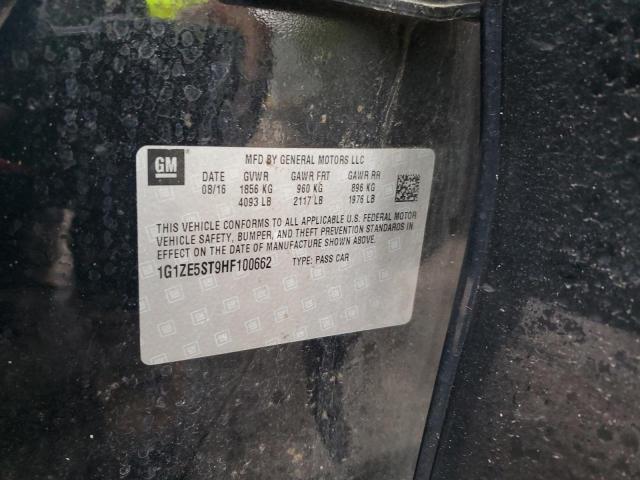 GM
MFD BY GENERAL MOTORS LLC
DATE GVWR GAWR FRT GAWR RR
08/16 1856 KG 960 KG 896 KG
4093 LB 2117 LB 1976 LB
THIS VEHICLE CONFORMS TO ALL APPLICABLE U.S. FEDERAL MOTOR
VEHICLE SAFETY, BUMPER, AND THEFT PREVENTION STANDARDS IN
EFFECT ON THE DATE OF MANUFACTURE SHOWN ABOVE.
1G1ZE5ST9HF100662 TYPE: PASS CAR